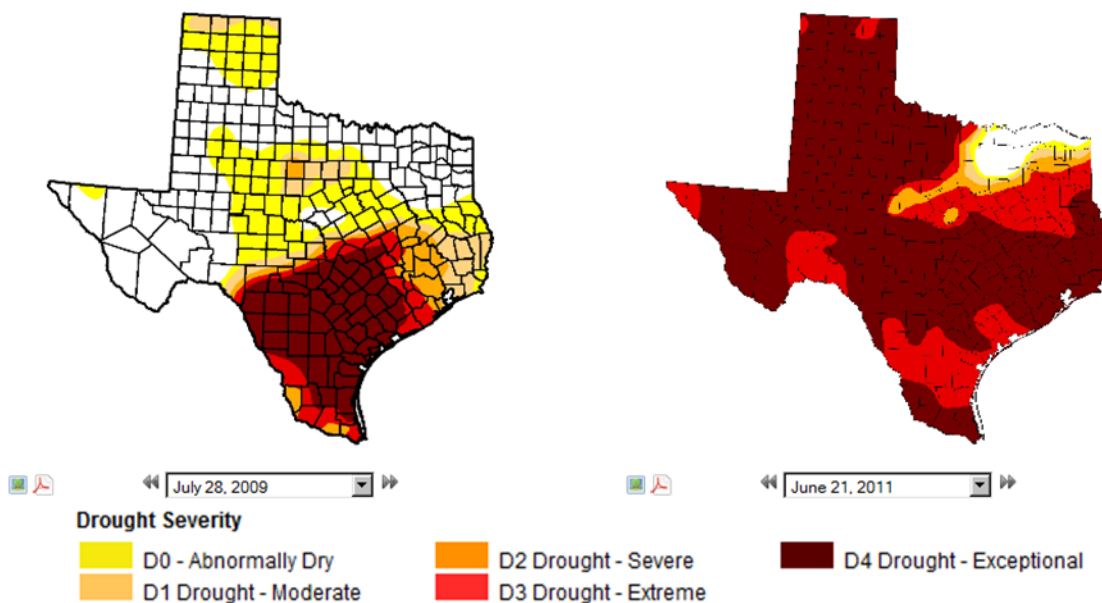 July 28, 2009
June 21, 2011
Drought Severity
D0 - Abnormally Dry
D2 Drought - Severe
D4 Drought - Exceptional
D1 Drought - Moderate
D3 Drought - Extreme